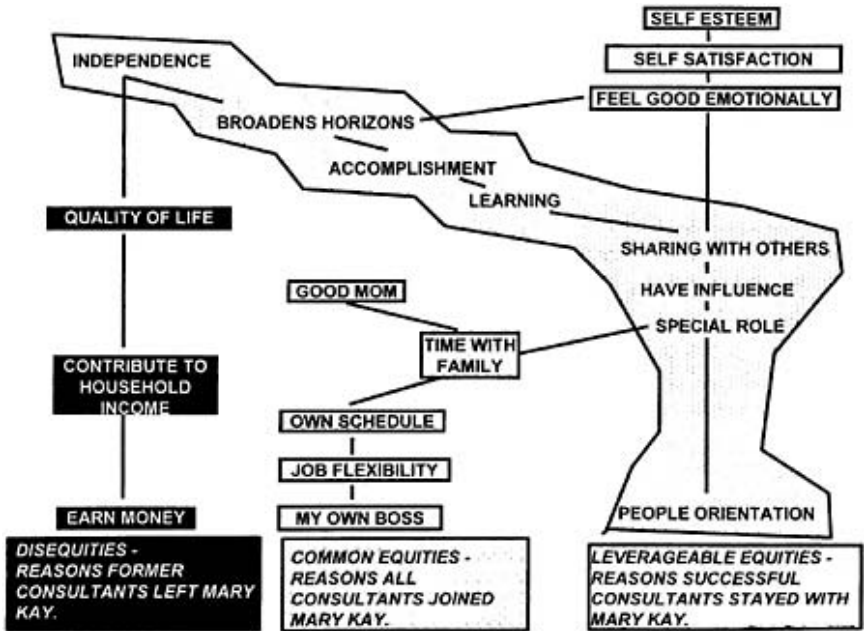 SELF ESTEEM
SELF SATISFACTION
INDEPENDENCE
FEEL GOOD EMOTIONALLY
BROADENS HORIZONS
ACCOMPLISHMENT
LEARNING
QUALITY OF LIFE
SHARING WITH OTHERS
GOOD MOM
HAVE INFLUENCE
SPECIAL ROLE
TIME WITH
FAMILY
CONTRIBUTE TO
HOUSEHOLD
INCOME
OWN SCHEDULE
JOB FLEXIBILITY
EARN MONEY
MY OWN BOSS
PEOPLE ORIENTATION
DISEQUITIES -
REASONS FORMER
CONSULTANTS LEFT MARY
KAY.
COMMON EQUITIES -
REASONS ALL
CONSULTANTS JOINED
MARY KAY.
LEVERAGEABLE EQUITIES -
REASONS SUCCESSFUL
CONSULTANTS STAYED WITH
MARY KAY.